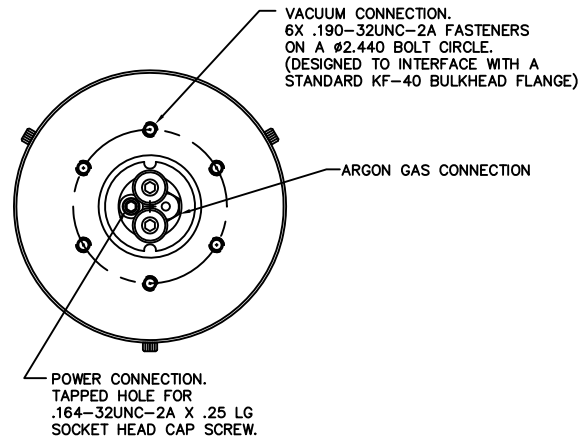 VACUUM CONNECTION.
6X .190-32UNC-2A FASTENERS
ON A ø2.440 BOLT CIRCLE.
(DESIGNED TO INTERFACE WITH A
STANDARD KF-40 BULKHEAD FLANGE)
ARGON GAS CONNECTION
POWER CONNECTION.
TAPPED HOLE FOR
.164-32UNC-2A X .25 LG
SOCKET HEAD CAP SCREW.